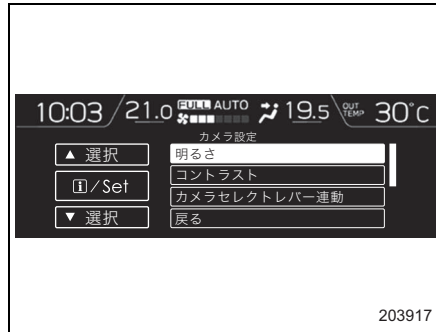 10:03 21.0 FULL AUTO 19.5 OUT TEMP 30°c
カメラ設定
▲ 選択
明るさ
コントラスト
i/Set
カメラセレクトレバー連動
▼ 選択
戻る
203917